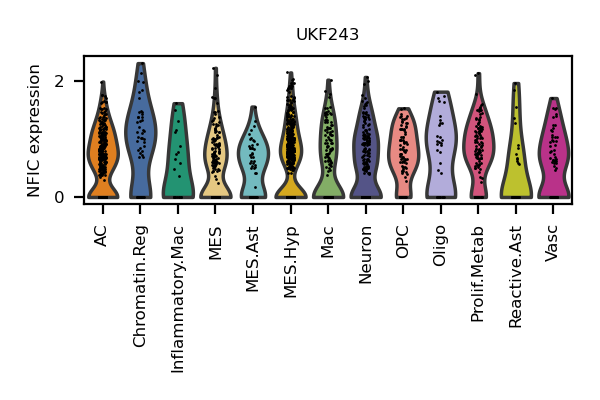 UKF243
NFIC expression
2
0
AC
Chromatin.Reg
Inflammatory.Mac
MES
MES.Ast
MES.Hyp
Mac
Neuron
OPC
Oligo
Prolif.Metab
Reactive.Ast
Vasc